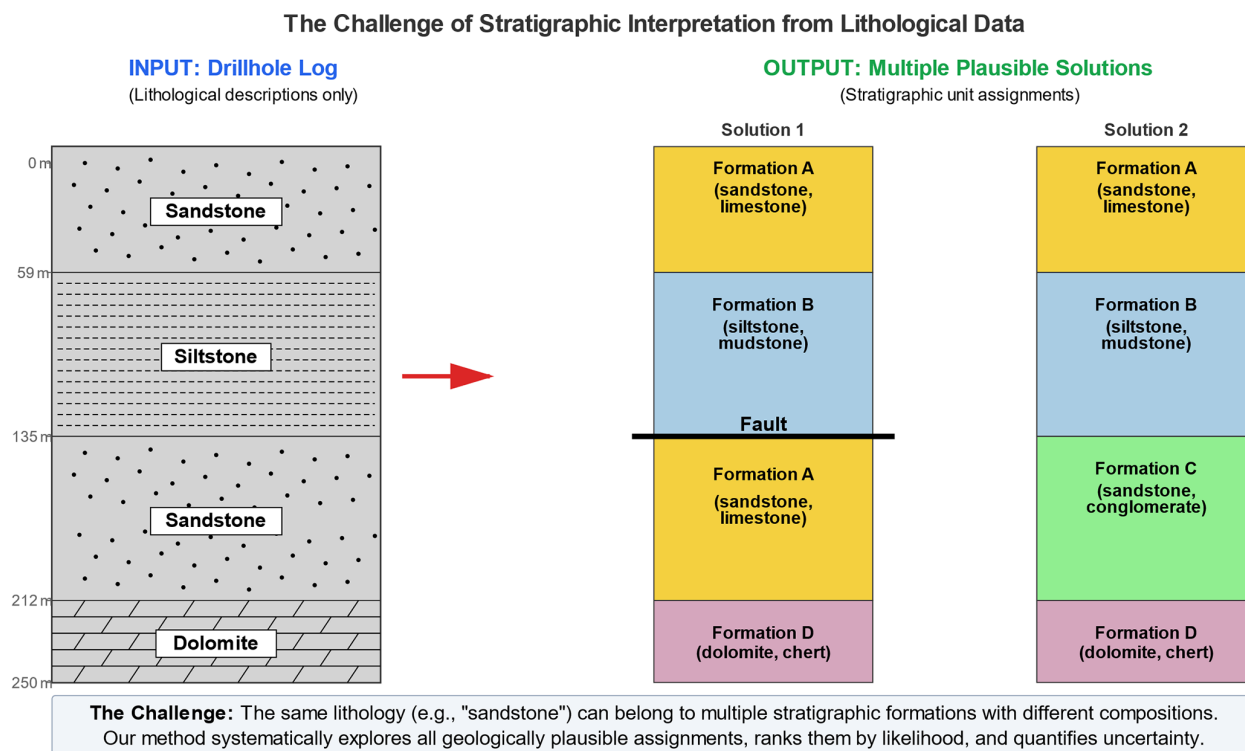 The Challenge of Stratigraphic Interpretation from Lithological Data
INPUT: Drillhole Log
(Lithological descriptions only)
0 m
Sandstone
59 m
Siltstone
135 m
Sandstone
212 m
Dolomite
250 m
OUTPUT: Multiple Plausible Solutions
(Stratigraphic unit assignments)
Solution 1
Formation A
(sandstone,
limestone)
Formation B
(siltstone,
mudstone)
Fault
Formation A
(sandstone,
limestone)
Formation D
(dolomite, chert)
Solution 2
Formation A
(sandstone,
limestone)
Formation B
(siltstone,
mudstone)
Formation C
(sandstone,
conglomerate)
Formation D
(dolomite, chert)
The Challenge: The same lithology (e.g., "sandstone") can belong to multiple stratigraphic formations with different compositions.
Our method systematically explores all geologically plausible assignments, ranks them by likelihood, and quantifies uncertainty.